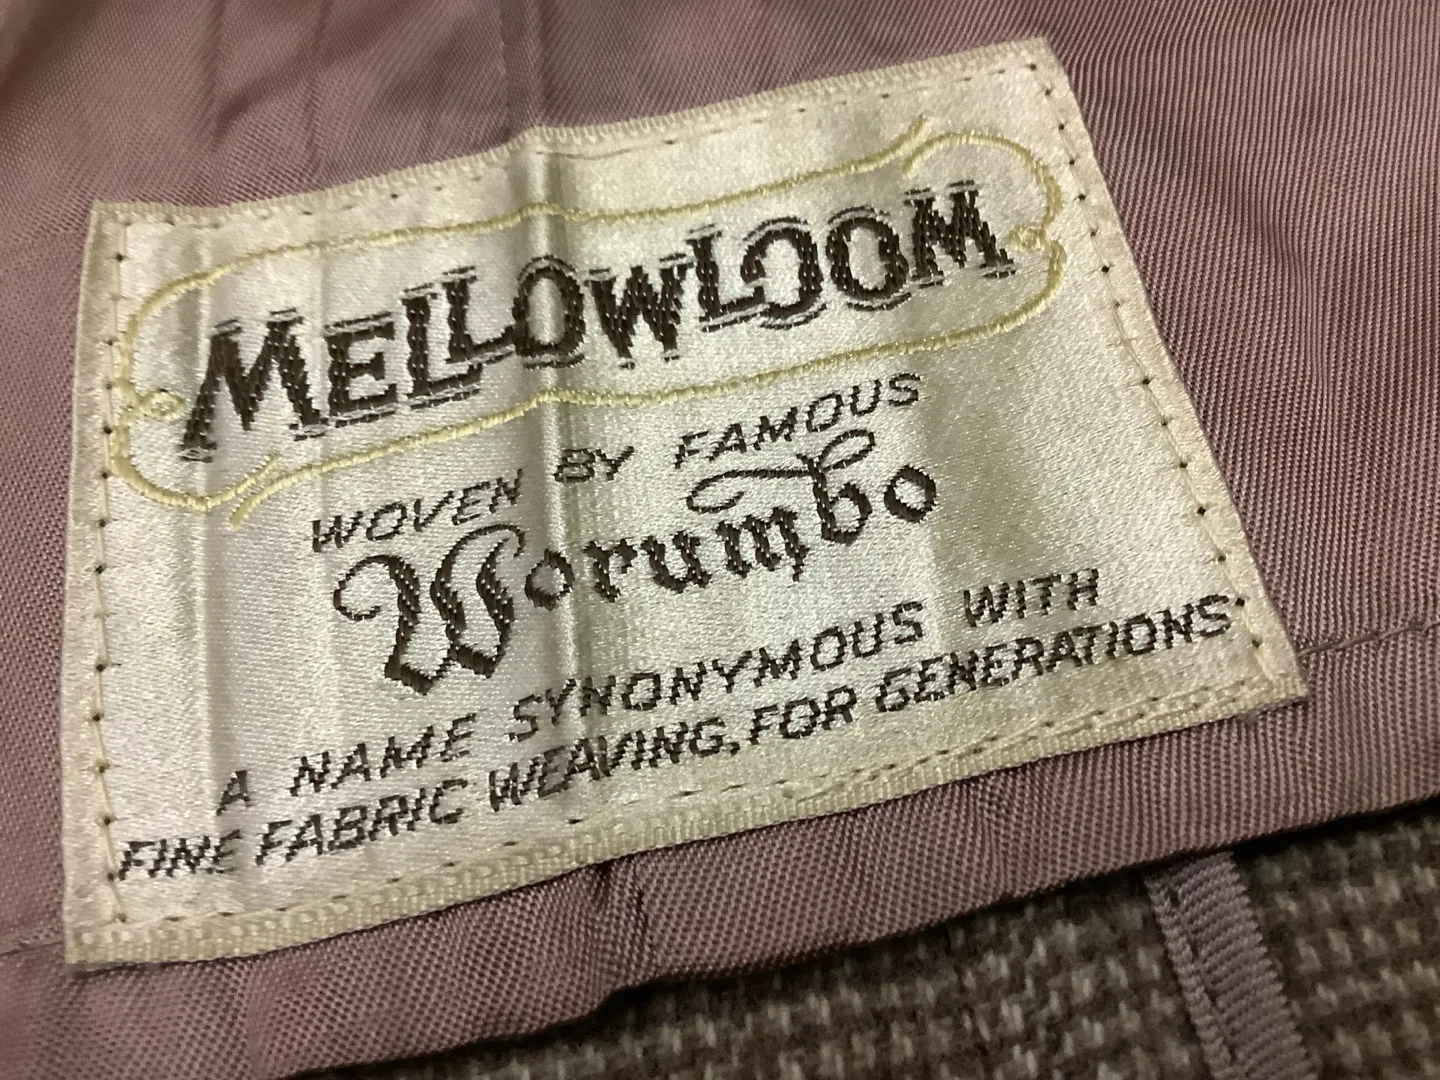 MELLOWLOOM
WOVEN BY FAMOUS
Worumbo
A NAME SYNONYMOUS WITH
FINE FABRIC WEAVING, FOR GENERATIONS